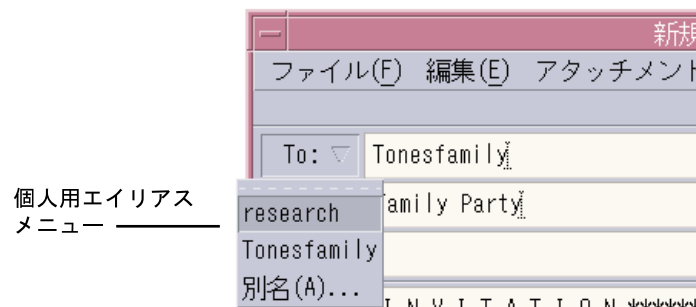 新規
ファイル(F) 編集(E) アタッチメント
To: Tonesfamily
個人用エイリアス
メニュー
research
amily Party
Tonesfamily
別名(A)...
I N V I T A T I O N ******